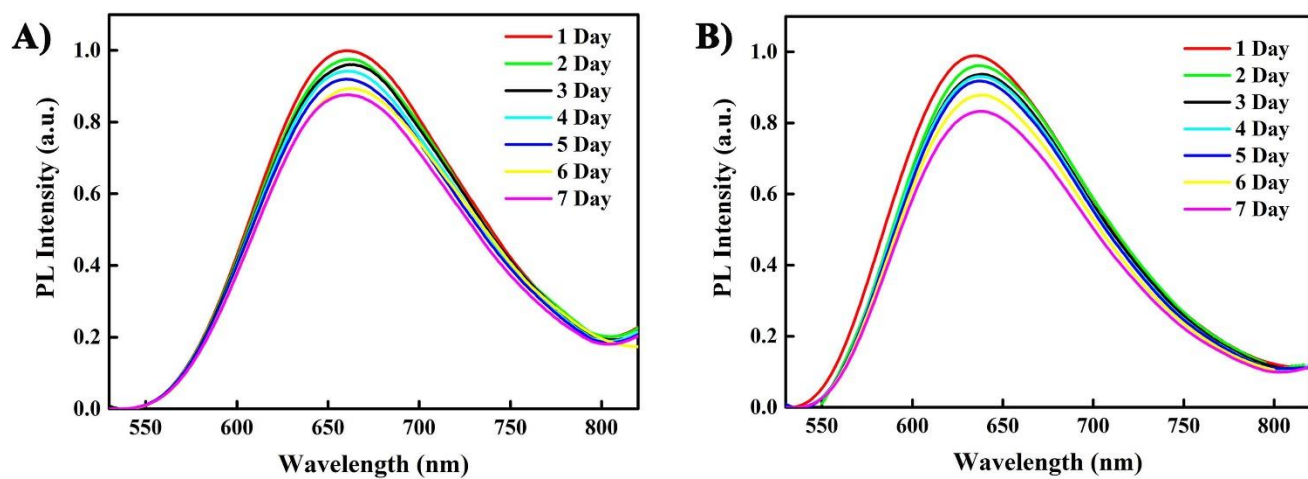 A)
PL Intensity (a.u.)
1.0
0.8
0.6
0.4
0.2
0.0
1 Day
2 Day
3 Day
4 Day
5 Day
6 Day
7 Day
550 600 650 700 750 800
Wavelength (nm)
B)
PL Intensity (a.u.)
1.0
0.8
0.6
0.4
0.2
0.0
1 Day
2 Day
3 Day
4 Day
5 Day
6 Day
7 Day
550 600 650 700 750 800
Wavelength (nm)